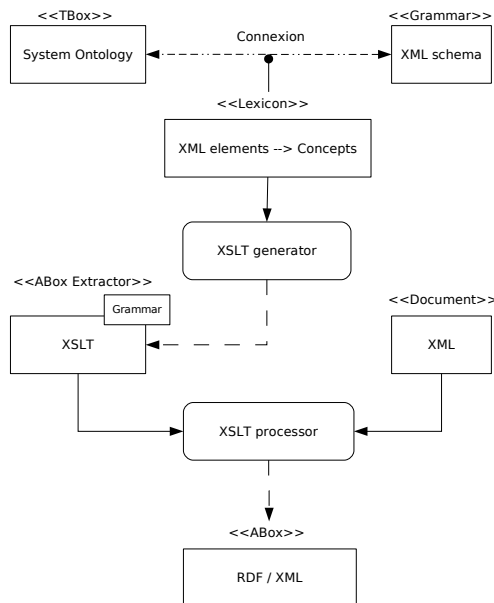 <<TBox>>
<<Grammar>>
Connexion
System Ontology
XML schema
<<Lexicon>>
XML elements --> Concepts
XSLT generator
<<ABox Extractor>>
Grammar
<<Document>>
XSLT
XML
XSLT processor
<<ABox>>
RDF / XML